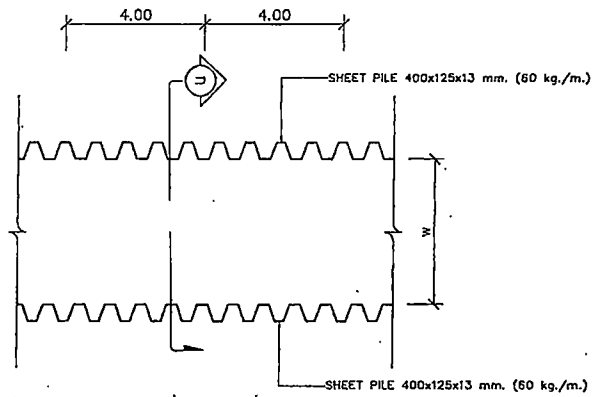 4.00 4.00
U
SHEET PILE 400x125x13 mm. (60 kg./m.)
W
SHEET PILE 400x125x13 mm. (60 kg./m.)